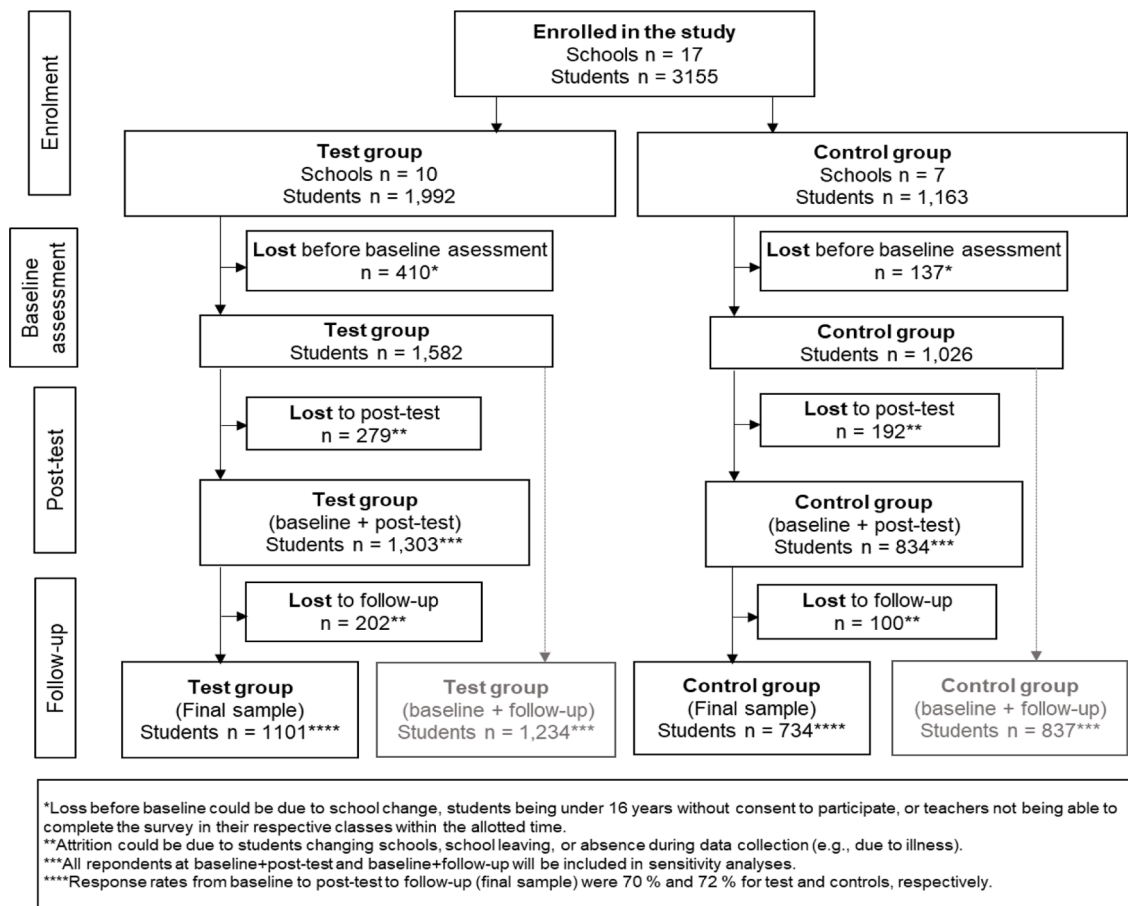 Enrolment
Enrolled in the study
Schools n = 17
Students n = 3155
Test group
Schools n = 10
Students n = 1,992
Control group
Schools n = 7
Students n = 1,163
Baseline
assessment
Lost before baseline asessment
n = 410*
Lost before baseline asessment
n = 137*
Test group
Students n = 1,582
Control group
Students n = 1,026
Post-test
Lost to post-test
n = 279**
Lost to post-test
n = 192**
Test group
(baseline + post-test)
Students n = 1,303***
Control group
(baseline + post-test)
Students n = 834***
Follow-up
Lost to follow-up
n = 202**
Lost to follow-up
n = 100**
Test group
(Final sample)
Students n = 1101****
Test group
(baseline + follow-up)
Students n = 1,234***
Control group
(Final sample)
Students n = 734****
Control group
(baseline + follow-up)
Students n = 837***
*Loss before baseline could be due to school change, students being under 16 years without consent to participate, or teachers not being able to
complete the survey in their respective classes within the allotted time.
**Attrition could be due to students changing schools, school leaving, or absence during data collection (e.g., due to illness).
***All repondents at baseline+post-test and baseline+follow-up will be included in sensitivity analyses.
****Response rates from baseline to post-test to follow-up (final sample) were 70 % and 72 % for test and controls, respectively.